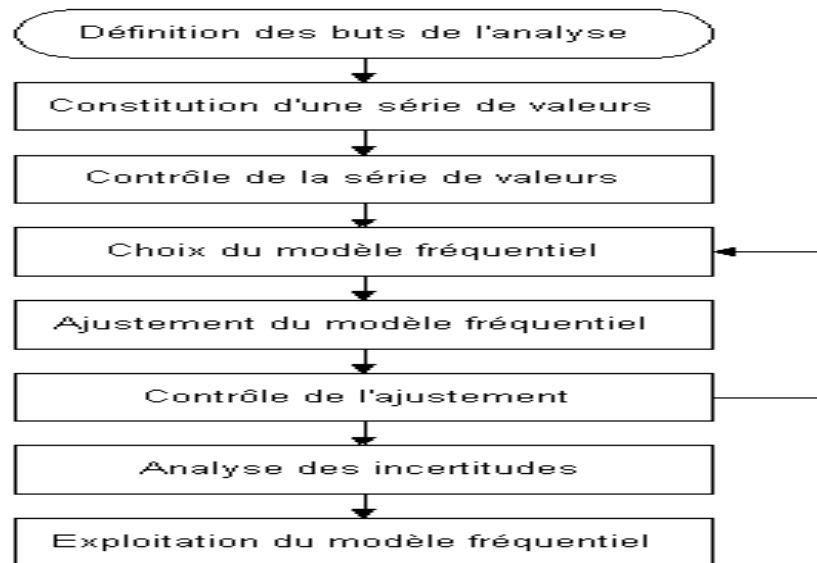 Définition des buts de l'analyse
Constitution d'une série de valeurs
Contrôle de la série de valeurs
Choix du modèle fréquentiel
Ajustement du modèle fréquentiel
Contrôle de l'ajustement
Analyse des incertitudes
Exploitation du modèle fréquentiel